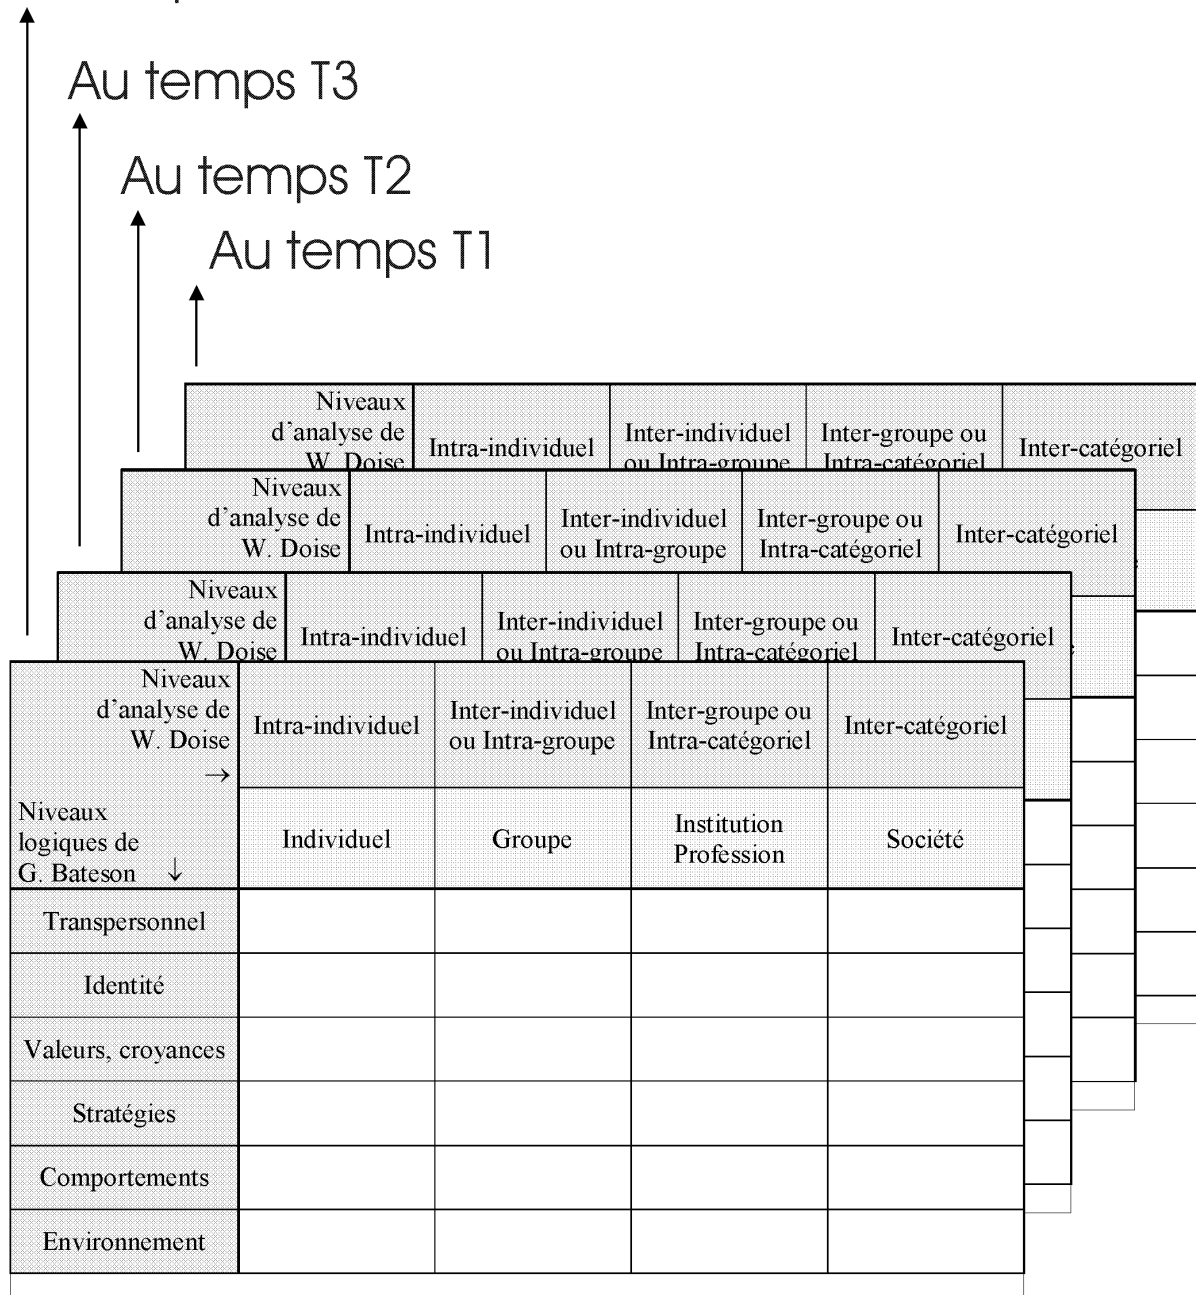 Au temps T3
Au temps T2
Au temps T1
Niveaux
d'analyse de
W. Doise
Intra-individuel
Inter-individuel
ou Intra-groupe
Inter-groupe ou
Intra-catégoriel
Inter-catégoriel
Niveaux
d'analyse de
W. Doise
Intra-individuel
Inter-individuel
ou Intra-groupe
Inter-groupe ou
Intra-catégoriel
Inter-catégoriel
Niveaux
d'analyse de
W. Doise
Intra-individuel
Inter-individuel
ou Intra-groupe
Inter-groupe ou
Intra-catégoriel
Inter-catégoriel
Niveaux
d'analyse de
W. Doise
→
Intra-individuel
Inter-individuel
ou Intra-groupe
Inter-groupe ou
Intra-catégoriel
Inter-catégoriel
Niveaux
logiques de
G. Bateson ↓
Individuel
Groupe
Institution
Profession
Société
Transpersonnel
Identité
Valeurs, croyances
Stratégies
Comportements
Environnement